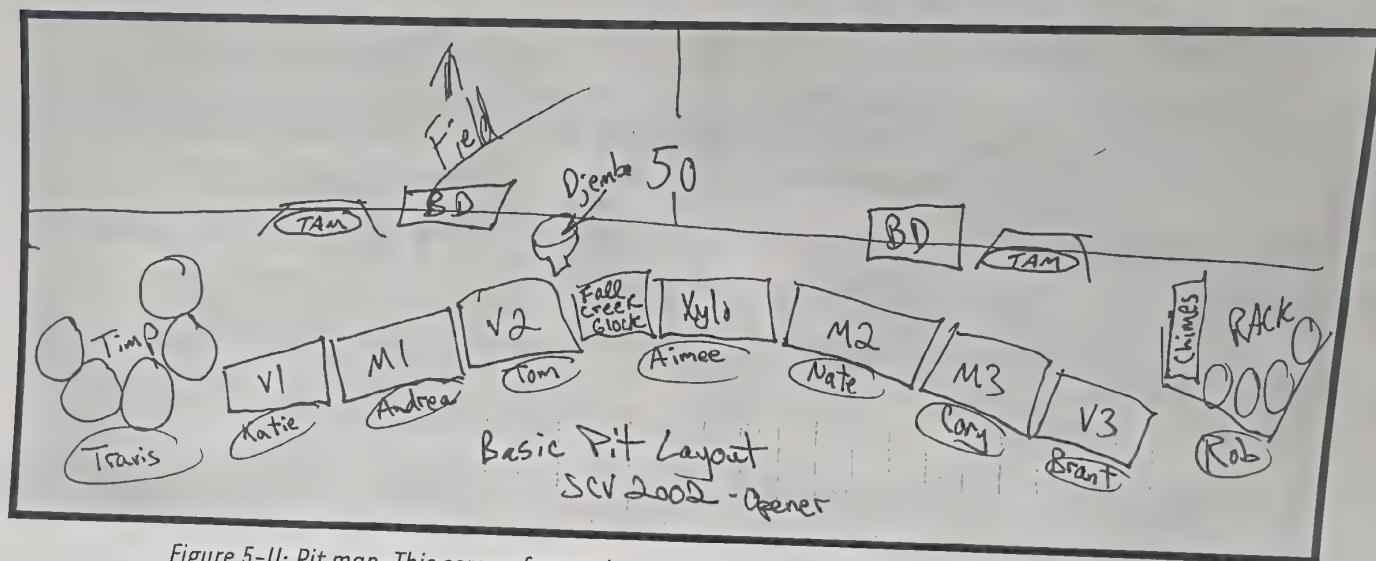 Field
50
Djembe
TAM
BD
BD
TAM
Timp
V1
M1
V2
Fall
Creek
Glock
Xylo
M2
M3
V3
Chimes
RACK
Travis
Katie
Andrea
Tom
Aimee
Nate
Cory
Brant
Rob
Basic Pit Layout
SCV 2002 - Opener
Figure 5-11: Pit map. This